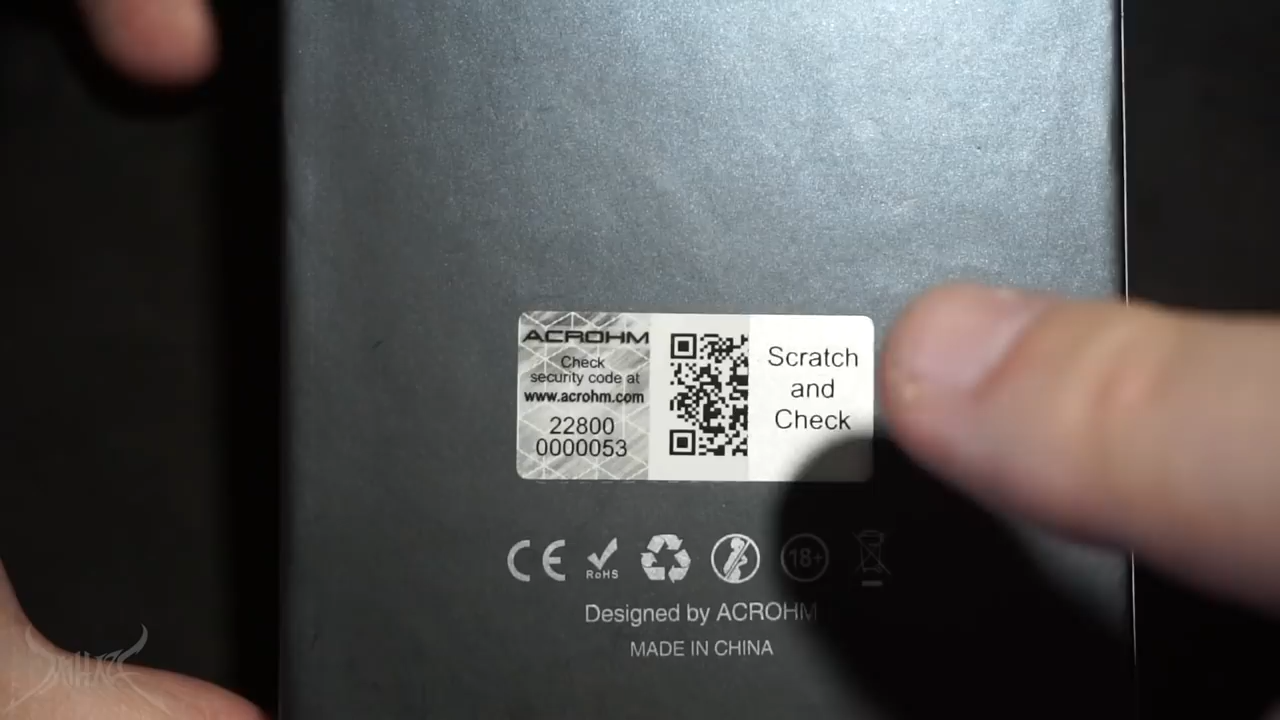 ACROHM
Check
security code at
www.acrohm.com
22800
0000053
Scratch
and
Check
CE
RoHS
18+
Designed by ACROHM
MADE IN CHINA